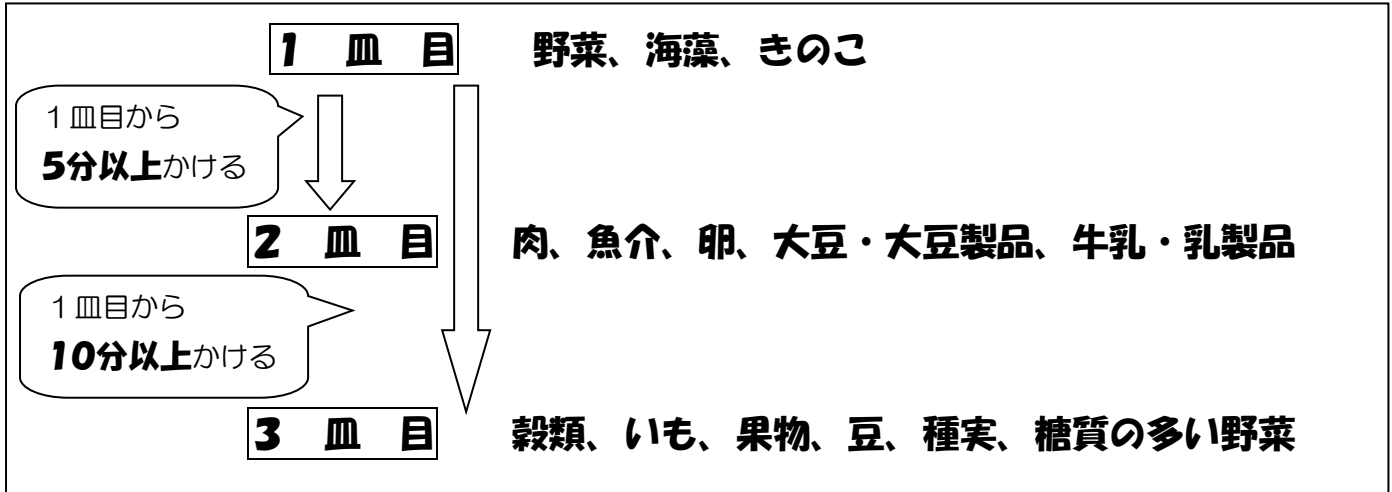 1 皿 目 野菜、海藻、きのこ
1皿目から
5分以上かける
2 皿 目 肉、魚介、卵、大豆・大豆製品、牛乳・乳製品
1皿目から
10分以上かける
3 皿 目 穀類、いも、果物、豆、種実、糖質の多い野菜